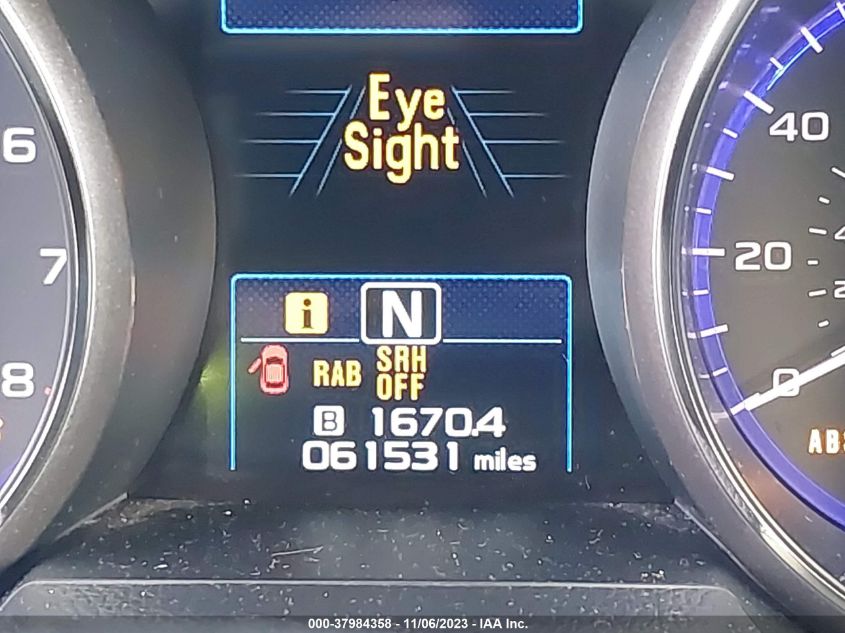 Eye
Sight
6
7
8
40
20
0
i N
RAB SRH
OFF
B 1670.4
061531 miles
000-37984358 - 11/06/2023 - IAA Inc.